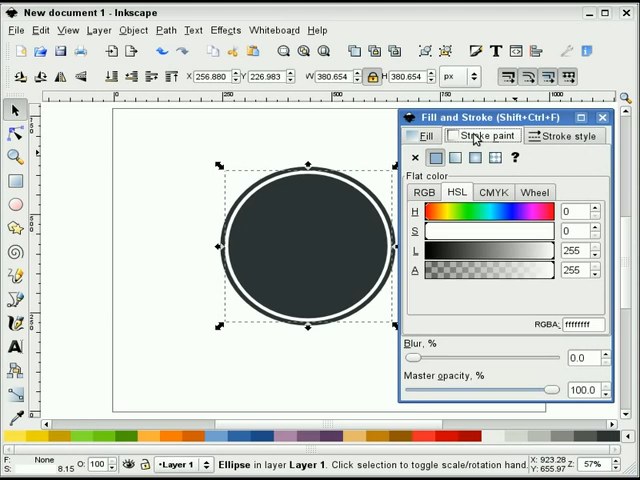 New document 1 - Inkscape
File Edit View Layer Object Path Text Effects Whiteboard Help
X 256.880 Y 226.983 W 380.654 H 380.654 px
250 500 1000
Fill and Stroke (Shift+Ctrl+F)
Fill Stroke paint Stroke style
?
Flat color
RGB HSL CMYK Wheel
H 0
S 0
L 255
A 255
RGBA: ffffffff
Blur, %
0.0
Master opacity, %
100.0
F: None O: 100 Layer 1 Ellipse in layer Layer 1. Click selection to toggle scale/rotation hand. X: 923.28 Z: 57%
S: 8.15 Y: 655.97